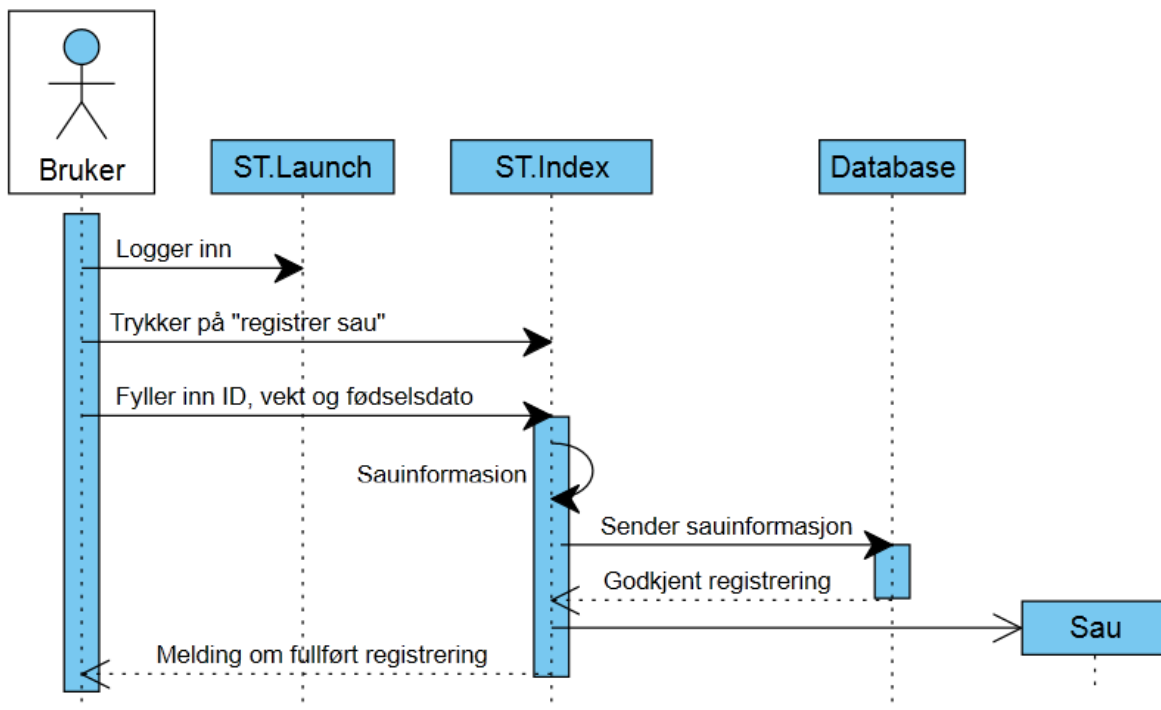 Bruker
ST.Launch
ST.Index
Database
Logger inn
Trykker på "registrer sau"
Fyller inn ID, vekt og fødselsdato
Sauinformasion
Sender sauinformasjon
Godkjent registrering
Sau
Melding om fullført registrering